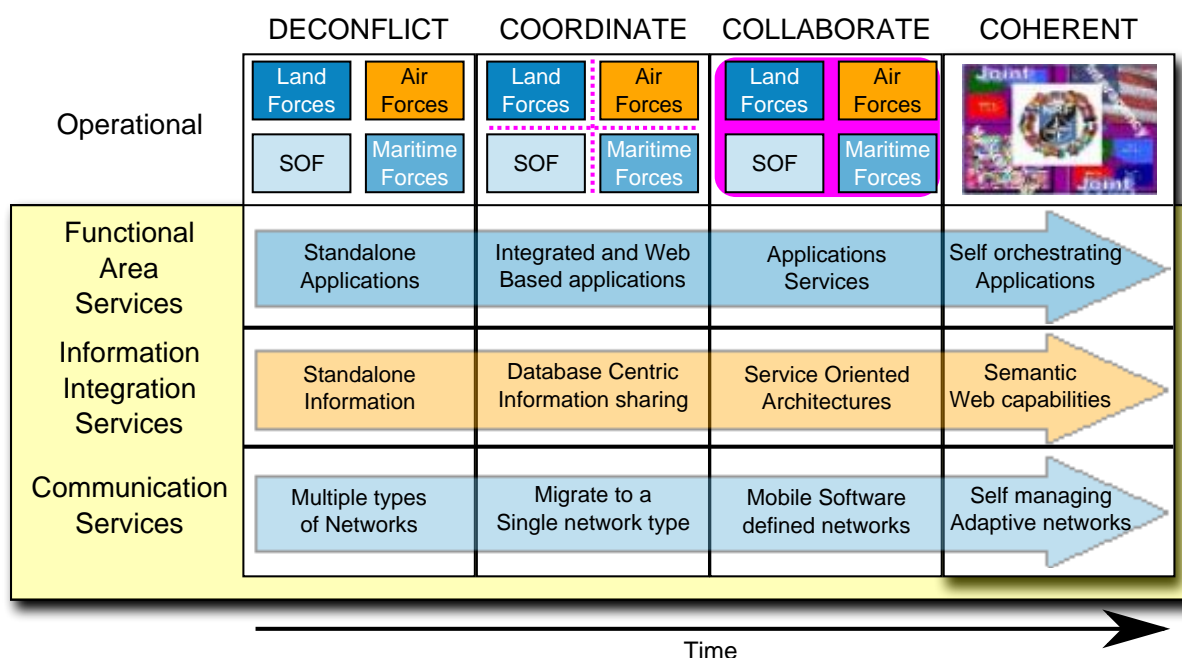 DECONFLICT COORDINATE COLLABORATE COHERENT
Operational
Land
Forces
Air
Forces
SOF
Maritime
Forces
Land
Forces
Air
Forces
SOF
Maritime
Forces
Land
Forces
Air
Forces
SOF
Maritime
Forces
Joint
Joint
Functional
Area
Services
Standalone
Applications
Integrated and Web
Based applications
Applications
Services
Self orchestrating
Applications
Information
Integration
Services
Standalone
Information
Database Centric
Information sharing
Service Oriented
Architectures
Semantic
Web capabilities
Communication
Services
Multiple types
of Networks
Migrate to a
Single network type
Mobile Software
defined networks
Self managing
Adaptive networks
Time